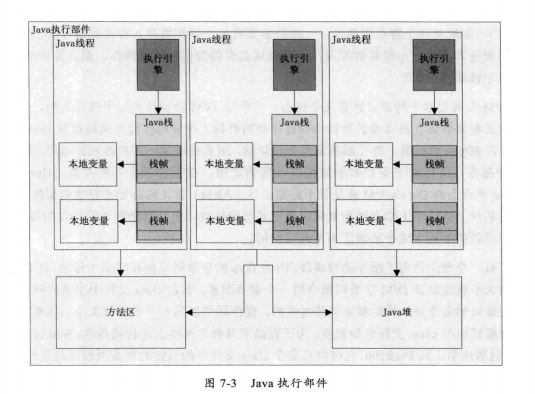 Java执行部件
Java线程
Java线程
Java线程
执行引擎
执行引擎
执行引擎
Java栈
Java栈
Java栈
本地变量
栈帧
本地变量
栈帧
本地变量
栈帧
本地变量
栈帧
本地变量
栈帧
本地变量
栈帧
方法区
Java堆
图 7-3 Java 执行部件